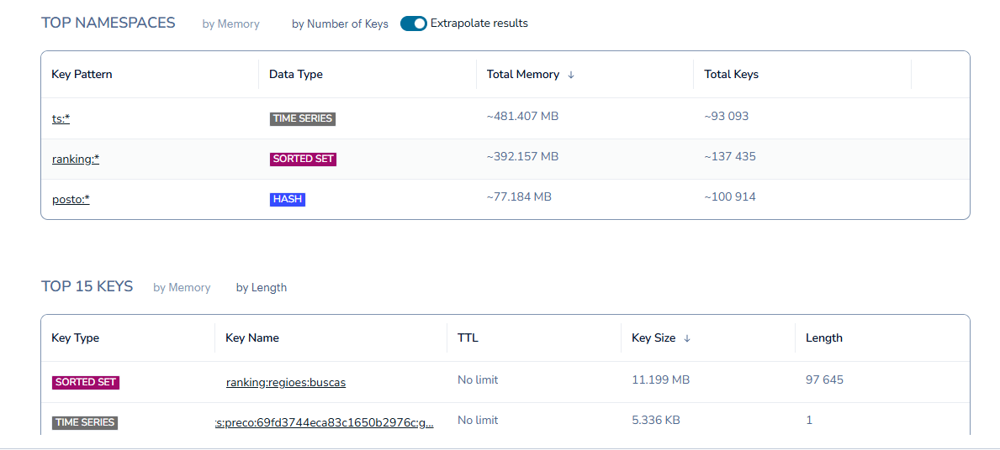 TOP NAMESPACES by Memory by Number of Keys Extrapolate results
Key Pattern Data Type Total Memory ↓ Total Keys
ts:* TIME SERIES ~481.407 MB ~93 093
ranking:* SORTED SET ~392.157 MB ~137 435
posto:* HASH ~77.184 MB ~100 914
TOP 15 KEYS by Memory by Length
Key Type Key Name TTL Key Size ↓ Length
SORTED SET ranking:regioes:buscas No limit 11.199 MB 97 645
TIME SERIES :s:preco:69fd3744eca83c1650b2976c:g... No limit 5.336 KB 1